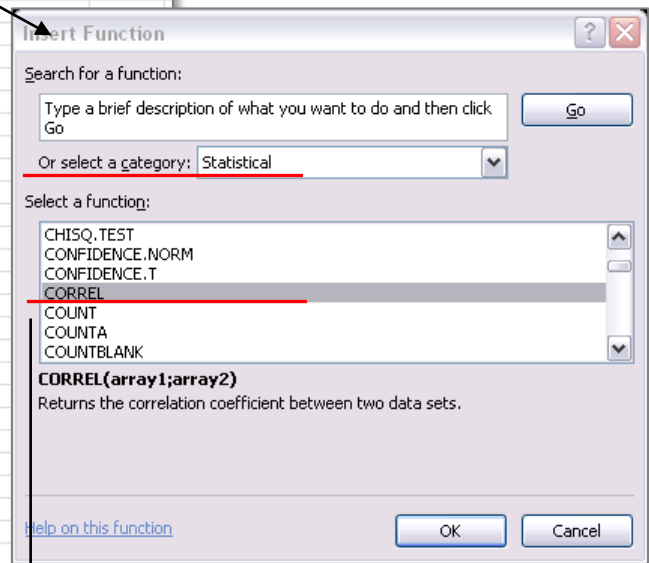 Insert Function
Search for a function:
Type a brief description of what you want to do and then click
Go
Go
Or select a category: Statistical
Select a function:
CHISQ.TEST
CONFIDENCE.NORM
CONFIDENCE.T
CORREL
COUNT
COUNTA
COUNTBLANK
CORREL(array1;array2)
Returns the correlation coefficient between two data sets.
Help on this function
OK
Cancel